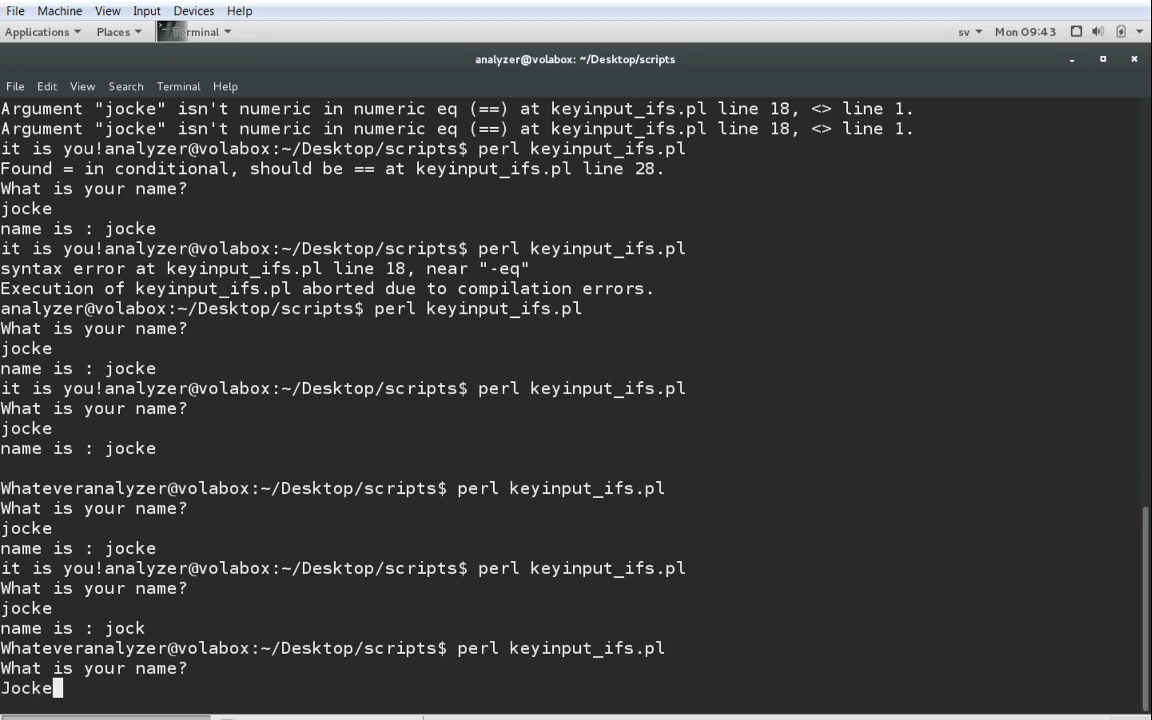 File Machine View Input Devices Help
Applications Places Terminal sv Mon 09:43
analyzer@volabox: ~/Desktop/scripts
File Edit View Search Terminal Help
Argument "jocke" isn't numeric in numeric eq (==) at keyinput_ifs.pl line 18, <> line 1.
Argument "jocke" isn't numeric in numeric eq (==) at keyinput_ifs.pl line 18, <> line 1.
it is you!analyzer@volabox:~/Desktop/scripts$ perl keyinput_ifs.pl
Found = in conditional, should be == at keyinput_ifs.pl line 28.
What is your name?
jocke
name is : jocke
it is you!analyzer@volabox:~/Desktop/scripts$ perl keyinput_ifs.pl
syntax error at keyinput_ifs.pl line 18, near "-eq"
Execution of keyinput_ifs.pl aborted due to compilation errors.
analyzer@volabox:~/Desktop/scripts$ perl keyinput_ifs.pl
What is your name?
jocke
name is : jocke
it is you!analyzer@volabox:~/Desktop/scripts$ perl keyinput_ifs.pl
What is your name?
jocke
name is : jocke
Whateveranalyzer@volabox:~/Desktop/scripts$ perl keyinput_ifs.pl
What is your name?
jocke
name is : jocke
it is you!analyzer@volabox:~/Desktop/scripts$ perl keyinput_ifs.pl
What is your name?
jocke
name is : jock
Whateveranalyzer@volabox:~/Desktop/scripts$ perl keyinput_ifs.pl
What is your name?
Jocke